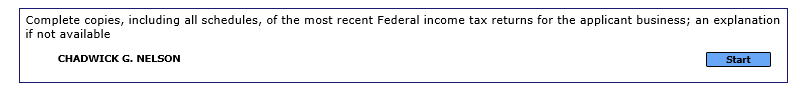 Complete copies, including all schedules, of the most recent Federal income tax returns for the applicant business; an explanation
if not available
CHADWICK G. NELSON
Start